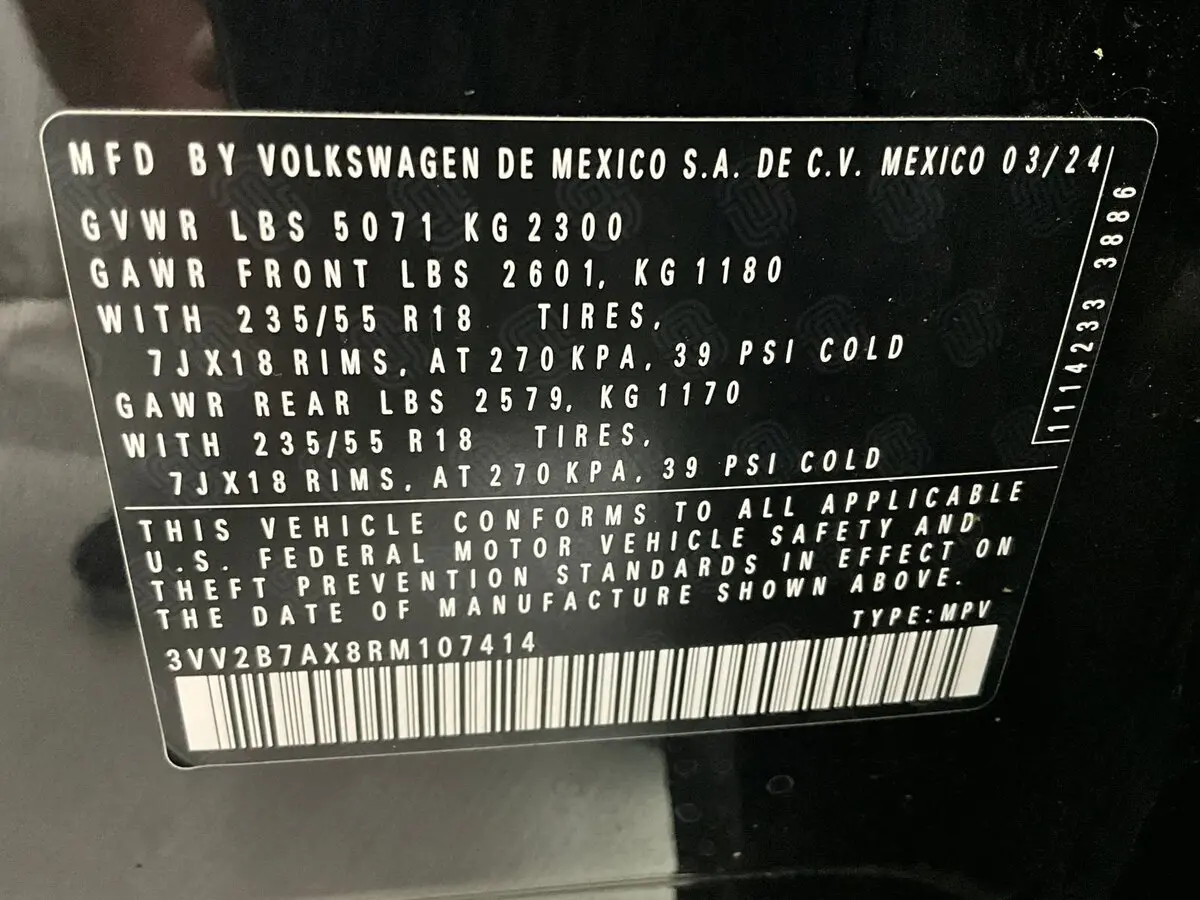 MFD BY VOLKSWAGEN DE MEXICO S.A. DE C.V. MEXICO 03/24
GVWR LBS 5071 KG 2300
GAWR FRONT LBS 2601, KG 1180
WITH 235/55 R18 TIRES,
7JX18 RIMS, AT 270 KPA, 39 PSI COLD
GAWR REAR LBS 2579, KG 1170
WITH 235/55 R18 TIRES,
7JX18 RIMS, AT 270 KPA, 39 PSI COLD
1114233 3886
THIS VEHICLE CONFORMS TO ALL APPLICABLE
U.S. FEDERAL MOTOR VEHICLE SAFETY AND
THEFT PREVENTION STANDARDS IN EFFECT ON
THE DATE OF MANUFACTURE SHOWN ABOVE.
TYPE:MPV
3VV2B7AX8RM107414